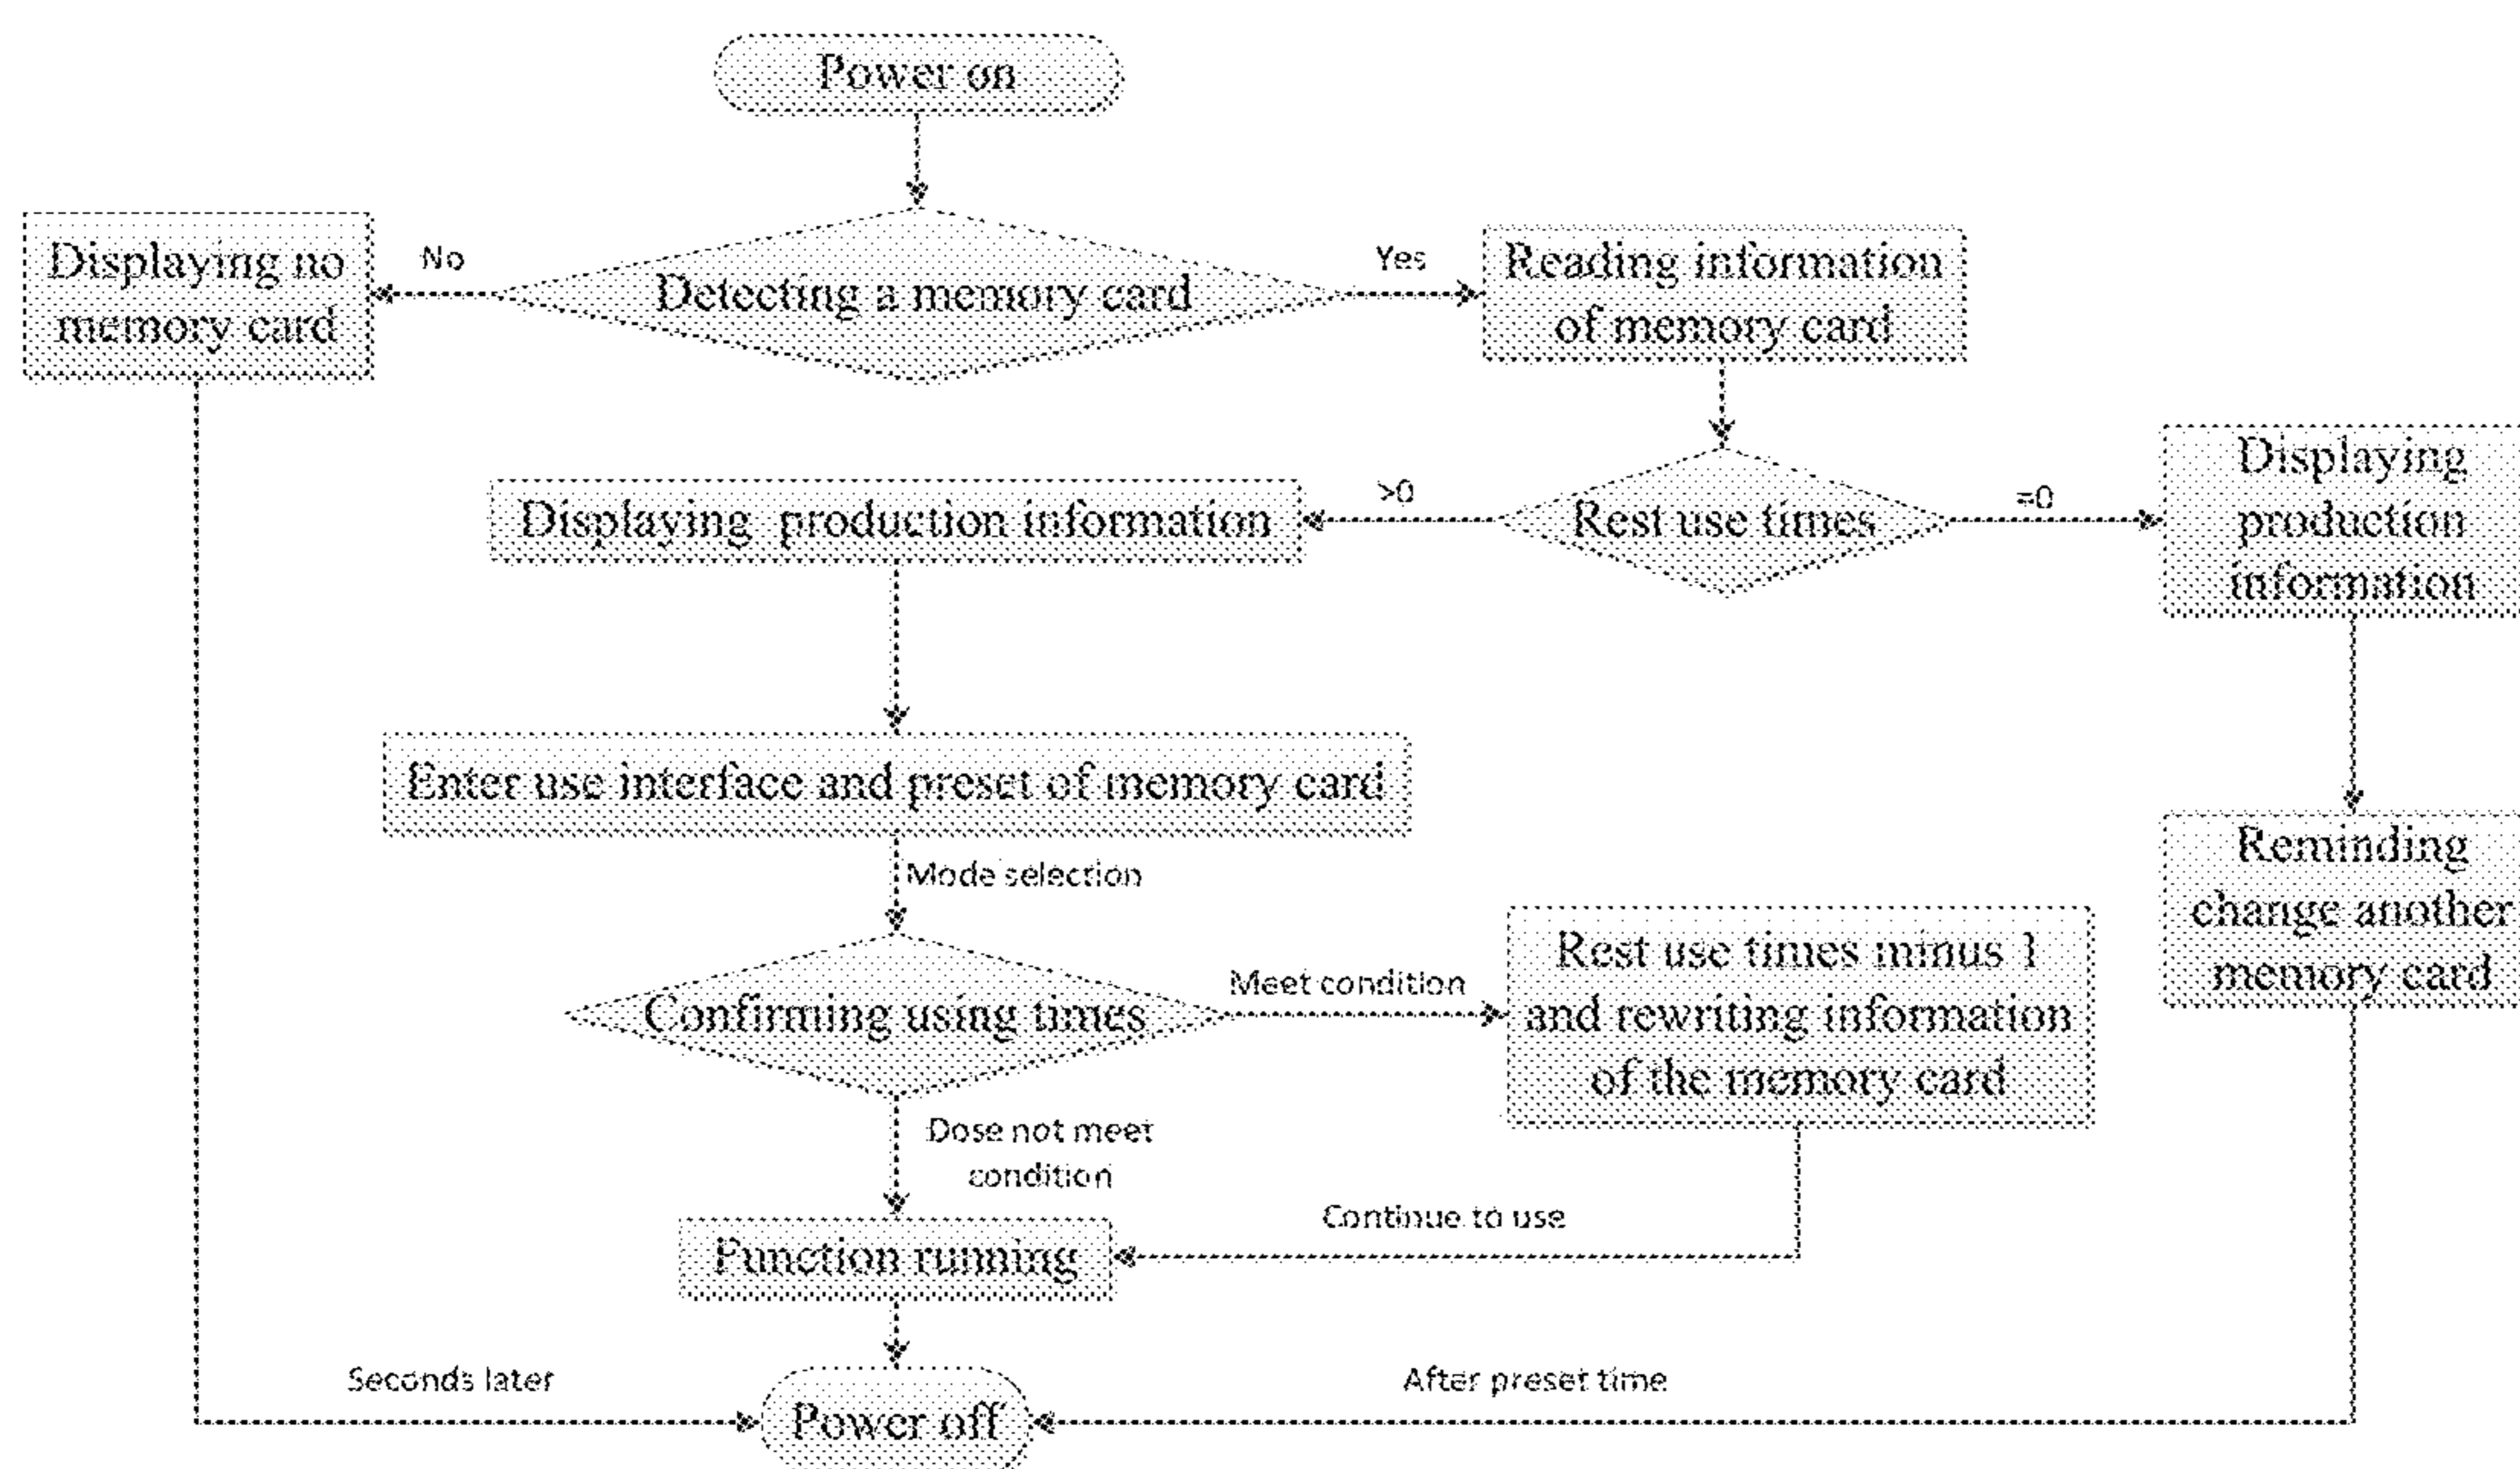 Power on
Displaying no
memory card
No
Detecting a memory card
Yes
Reading information
of memory card
Displaying production information
>0
Rest use times
=0
Displaying
production
information
Enter use interface and preset of memory card
Mode selection
Reminding
change another
memory card
Confirming using times
Meet condition
Rest use times minus 1
and rewriting information
of the memory card
Dose not meet
condition
Continue to use
Function running
Seconds later
After preset time
Power off